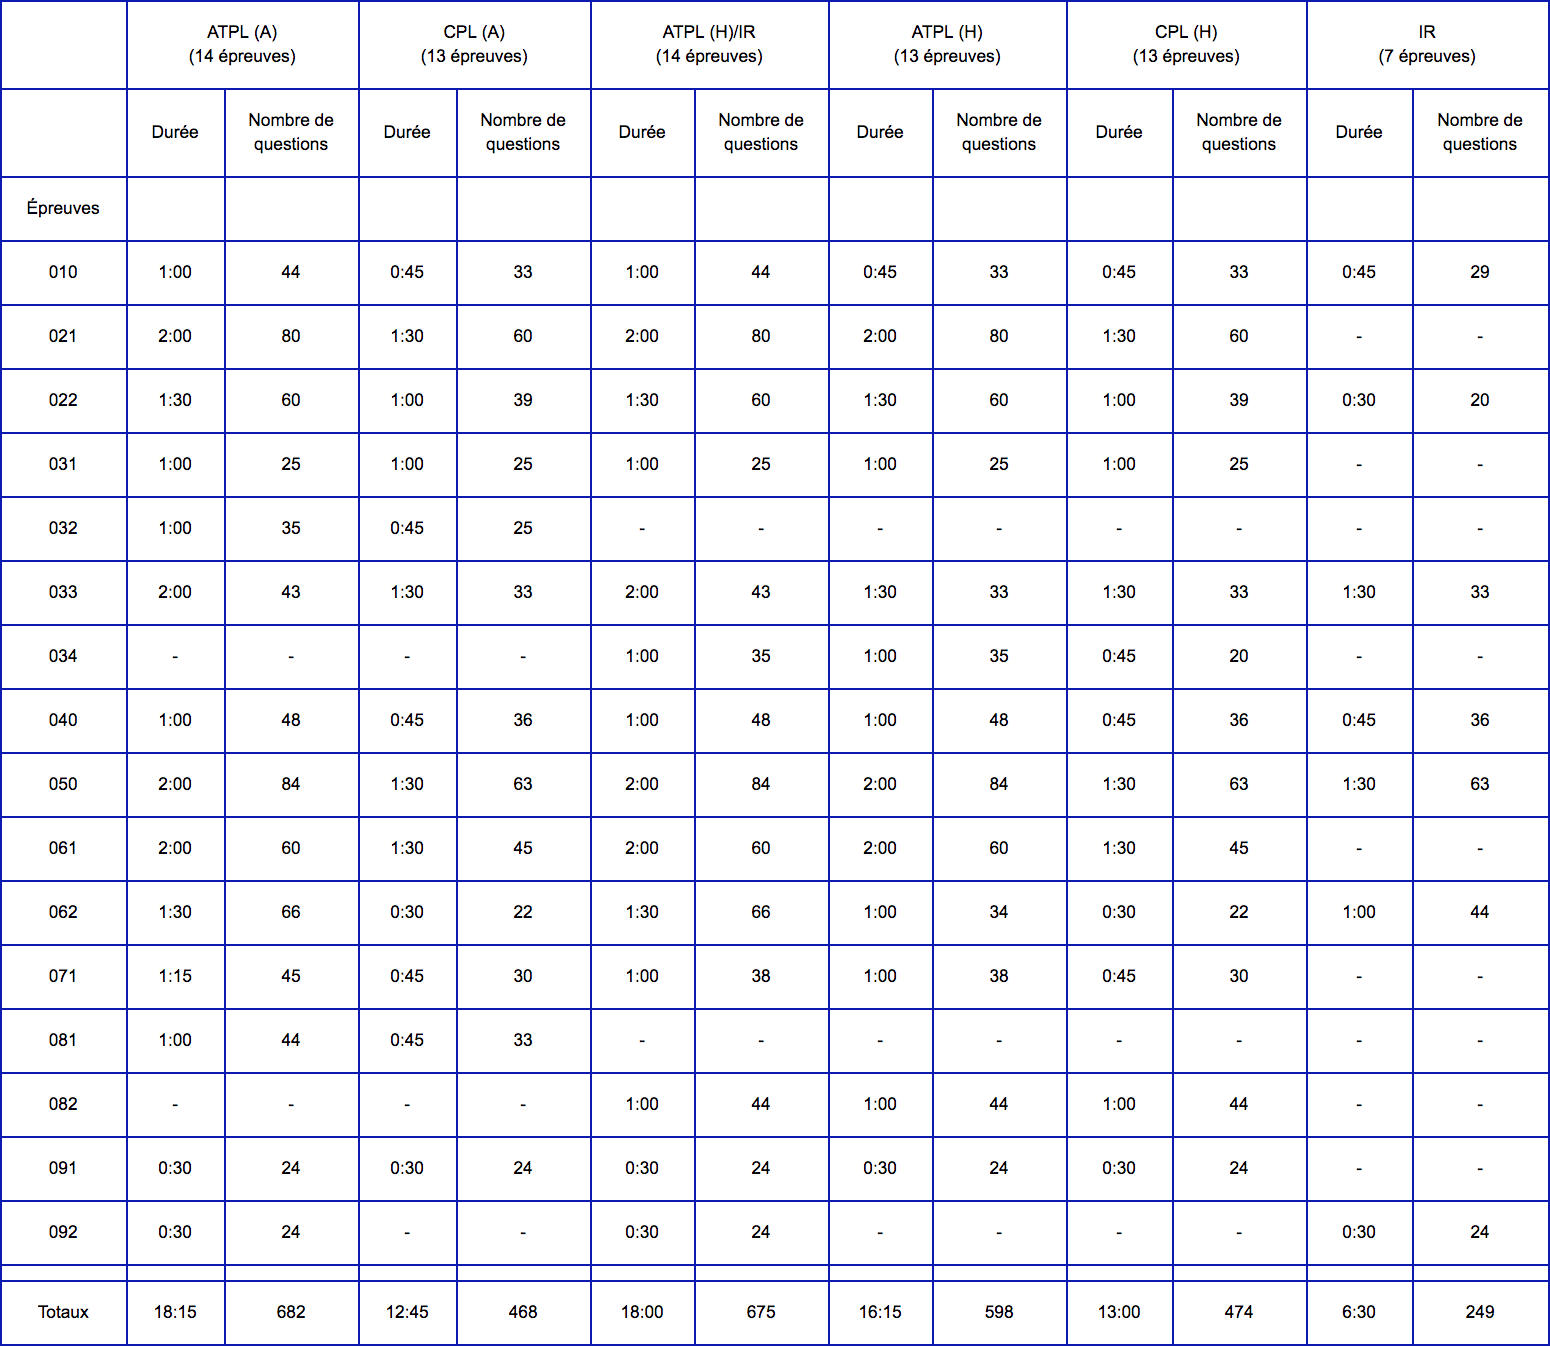 ATPL (A) CPL (A) ATPL (H)/IR ATPL (H) CPL (H) IR
(14 épreuves) (13 épreuves) (14 épreuves) (13 épreuves) (13 épreuves) (7 épreuves)
Durée Nombre de questions Durée Nombre de questions Durée Nombre de questions Durée Nombre de questions Durée Nombre de questions Durée Nombre de questions
Épreuves
010 1:00 44 0:45 33 1:00 44 0:45 33 0:45 33 0:45 29
021 2:00 80 1:30 60 2:00 80 2:00 80 1:30 60 - -
022 1:30 60 1:00 39 1:30 60 1:30 60 1:00 39 0:30 20
031 1:00 25 1:00 25 1:00 25 1:00 25 1:00 25 - -
032 1:00 35 0:45 25 - - - - - - - -
033 2:00 43 1:30 33 2:00 43 1:30 33 1:30 33 1:30 33
034 - - - - 1:00 35 1:00 35 0:45 20 - -
040 1:00 48 0:45 36 1:00 48 1:00 48 0:45 36 0:45 36
050 2:00 84 1:30 63 2:00 84 2:00 84 1:30 63 1:30 63
061 2:00 60 1:30 45 2:00 60 2:00 60 1:30 45 - -
062 1:30 66 0:30 22 1:30 66 1:00 34 0:30 22 1:00 44
071 1:15 45 0:45 30 1:00 38 1:00 38 0:45 30 - -
081 1:00 44 0:45 33 - - - - - - - -
082 - - - - 1:00 44 1:00 44 1:00 44 - -
091 0:30 24 0:30 24 0:30 24 0:30 24 0:30 24 - -
092 0:30 24 - - 0:30 24 - - - - 0:30 24
Totaux 18:15 682 12:45 468 18:00 675 16:15 598 13:00 474 6:30 249